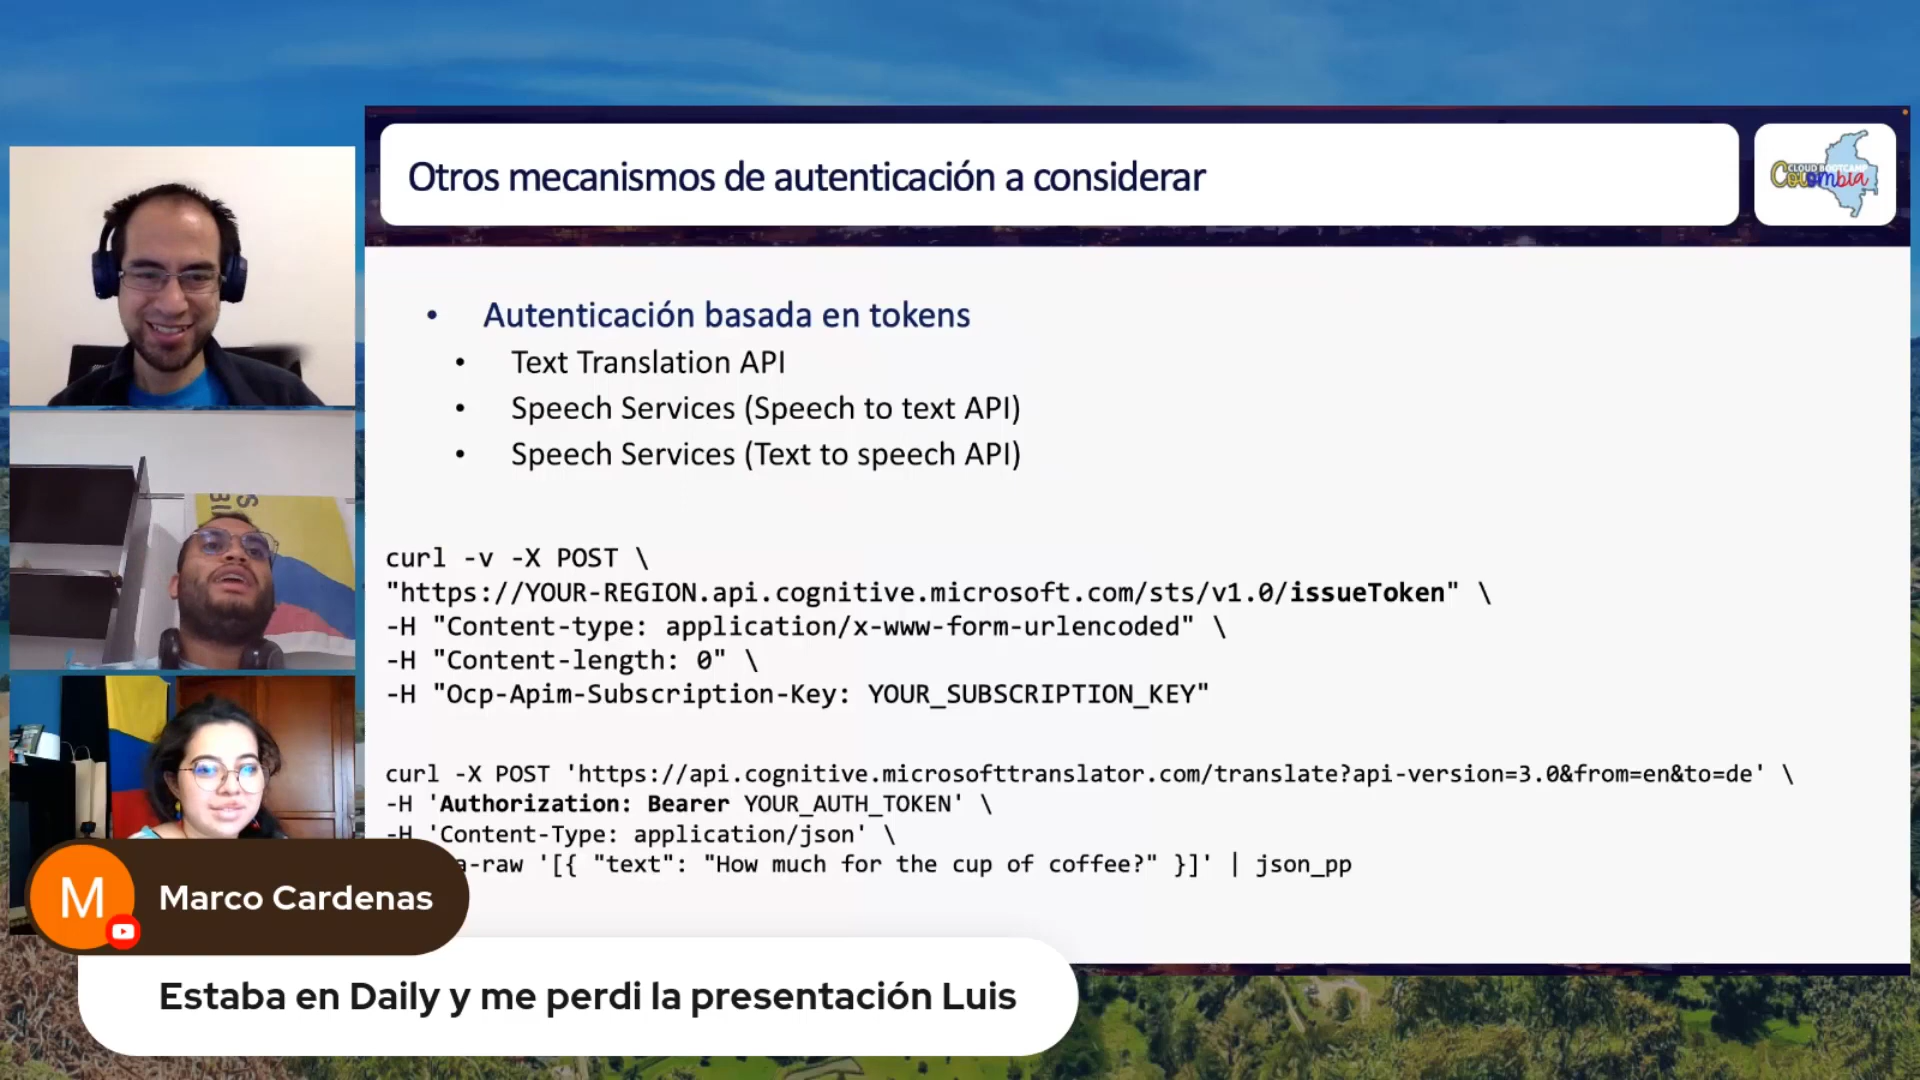 Otros mecanismos de autenticación a considerar
CLOUD BOOTCAMP
Colombia
• Autenticación basada en tokens
• Text Translation API
• Speech Services (Speech to text API)
• Speech Services (Text to speech API)
curl -v -X POST \
"https://YOUR-REGION.api.cognitive.microsoft.com/sts/v1.0/issueToken" \
-H "Content-type: application/x-www-form-urlencoded" \
-H "Content-length: 0" \
-H "Ocp-Apim-Subscription-Key: YOUR_SUBSCRIPTION_KEY"
curl -X POST 'https://api.cognitive.microsofttranslator.com/translate?api-version=3.0&from=en&to=de' \
-H 'Authorization: Bearer YOUR_AUTH_TOKEN' \
-H 'Content-Type: application/json' \
a-raw '[{ "text": "How much for the cup of coffee?" }]' | json_pp
M
Marco Cardenas
Estaba en Daily y me perdi la presentación Luis